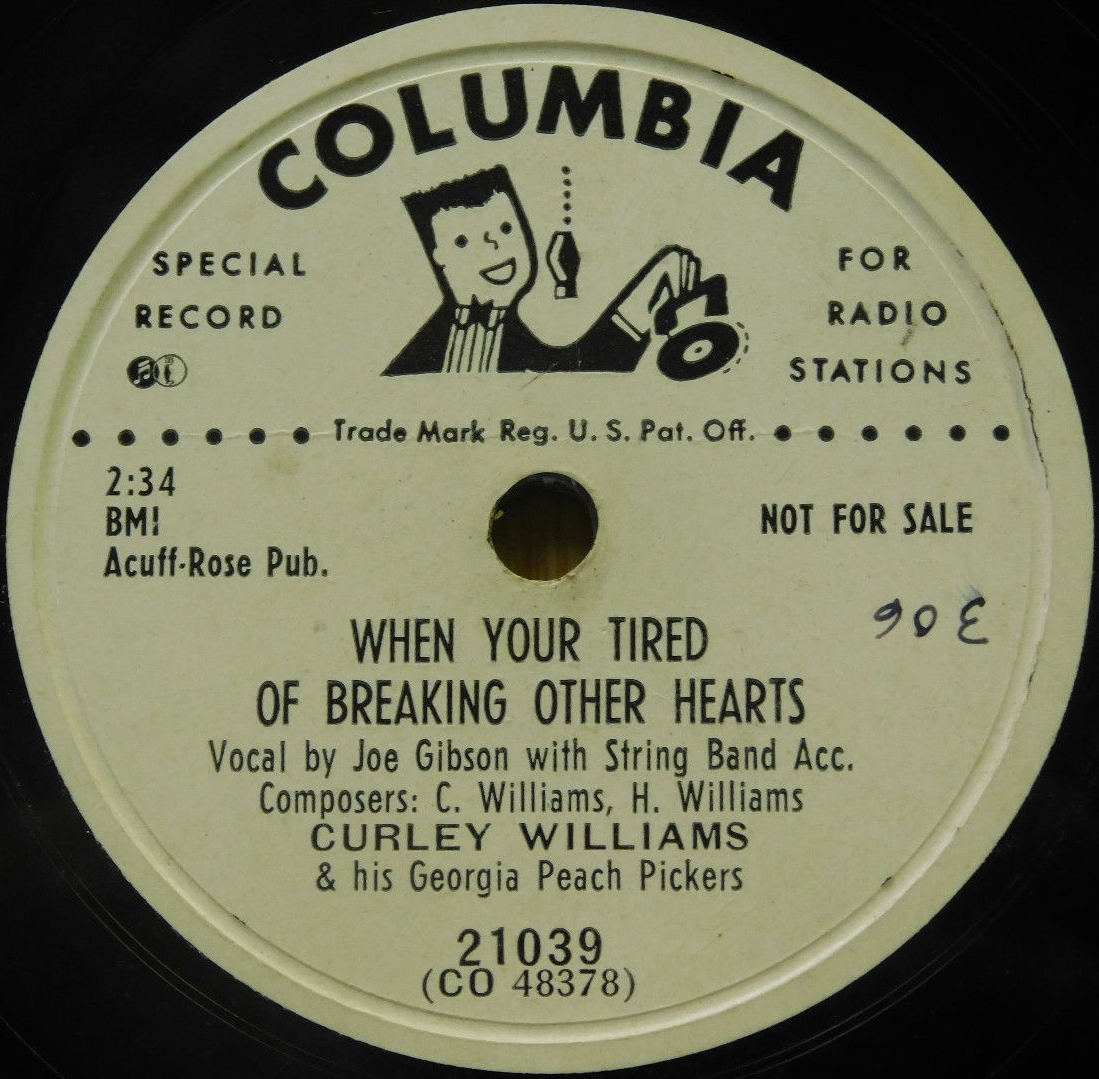 COLUMBIA
SPECIAL
RECORD
FOR
RADIO
STATIONS
Trade Mark Reg. U. S. Pat. Off.
2:34
BMI
Acuff-Rose Pub.
NOT FOR SALE
306
WHEN YOUR TIRED
OF BREAKING OTHER HEARTS
Vocal by Joe Gibson with String Band Acc.
Composers: C. Williams, H. Williams
CURLEY WILLIAMS
& his Georgia Peach Pickers
21039
(CO 48378)